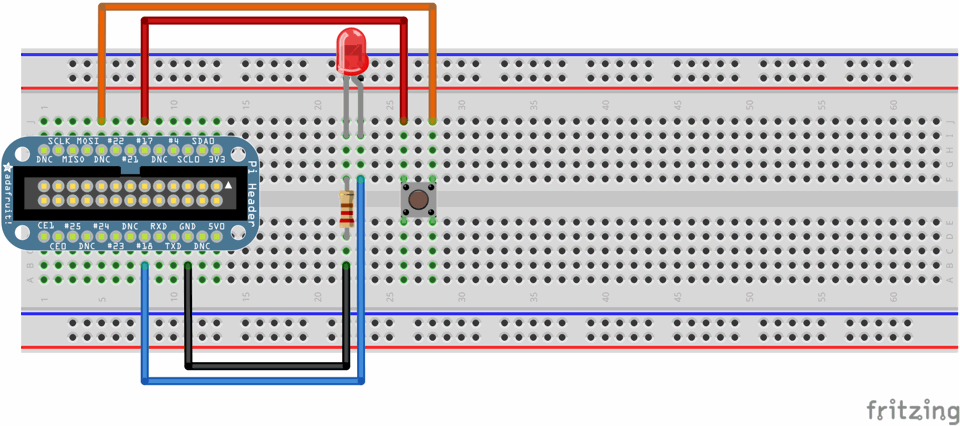 1 5 10 15 20 25 30 35 40 45 50 55 60
J J
I I
H H
G G
F F
SCLK MOSI #22 #17 #4 SDA0
DNC MISO DNC #21 DNC SCL0 3V3
adafruit!
Pi Header
CE1 #25 #24 DNC RXD GND 5V0
CE0 DNC #23 #18 TXD DNC
E E
D D
C C
B B
A A
1 5 10 15 20 25 30 35 40 45 50 55 60
fritzing